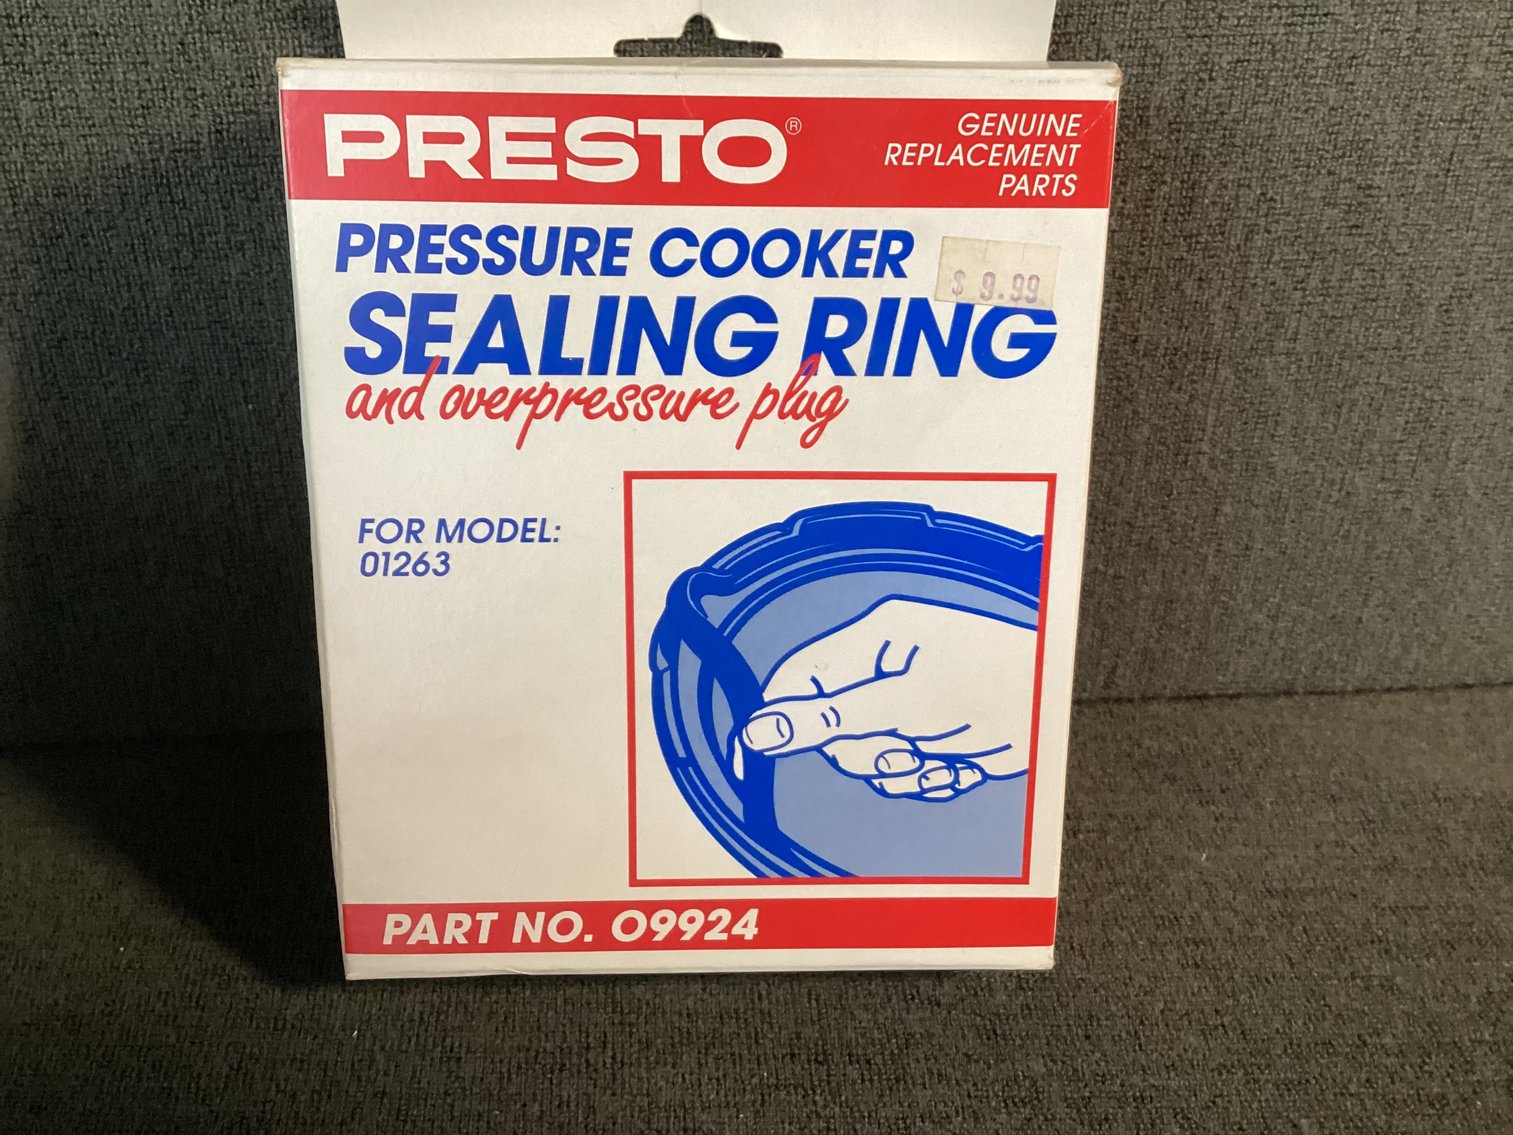 PRESTO®
GENUINE
REPLACEMENT
PARTS
PRESSURE COOKER
$ 9.99
SEALING RING
and overpressure plug
FOR MODEL:
01263
PART NO. 09924